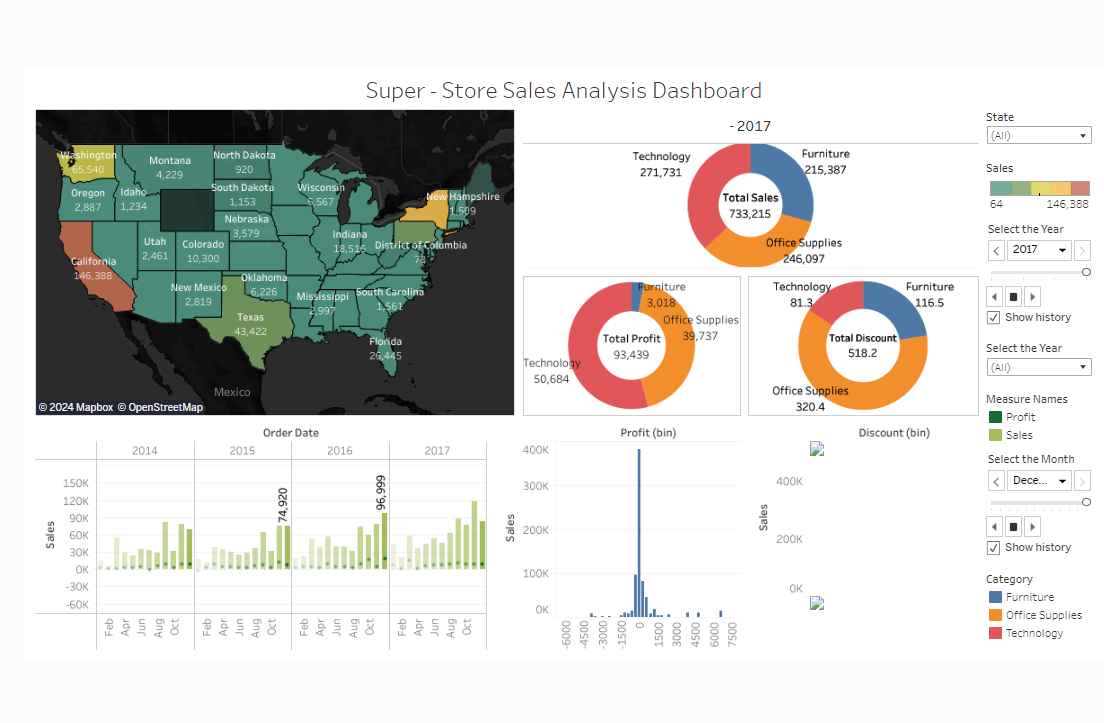 Super - Store Sales Analysis Dashboard
Washington
65,540
Montana
4,229
North Dakota
920
Oregon
2,887
Idaho
1,234
South Dakota
1,153
Wisconsin
5,567
New Hampshire
1,599
Nebraska
3,579
Utah
2,461
Colorado
10,300
Indiana
18,516
District of Columbia
California
146,388
New Mexico
2,819
Oklahoma
6,226
Mississippi
2,997
South Carolina
1,561
Texas
43,422
Florida
26,445
Mexico
© 2024 Mapbox © OpenStreetMap
- 2017
Technology
271,731
Furniture
215,387
Total Sales
733,215
Office Supplies
246,097
Furniture
3,018
Office Supplies
39,737
Total Profit
93,439
Technology
50,684
Technology
81.3
Furniture
116.5
Total Discount
518.2
Office Supplies
320.4
State
(All)
Sales
64 146,388
Select the Year
2017
Show history
Select the Year
(All)
Measure Names
Profit
Sales
Select the Month
Dece...
Show history
Category
Furniture
Office Supplies
Technology
Order Date
2014 2015 2016 2017
Sales
150K
120K
90K
60K
30K
0K
-30K
-60K
74,920
96,999
Feb Apr Jun Aug Oct Feb Apr Jun Aug Oct Feb Apr Jun Aug Oct Feb Apr Jun Aug Oct
Profit (bin)
Sales
400K
300K
200K
100K
0K
-6000 -4500 -3000 -1500 0 1500 3000 4500 6000 7500
Discount (bin)
Sales
400K
200K
0K